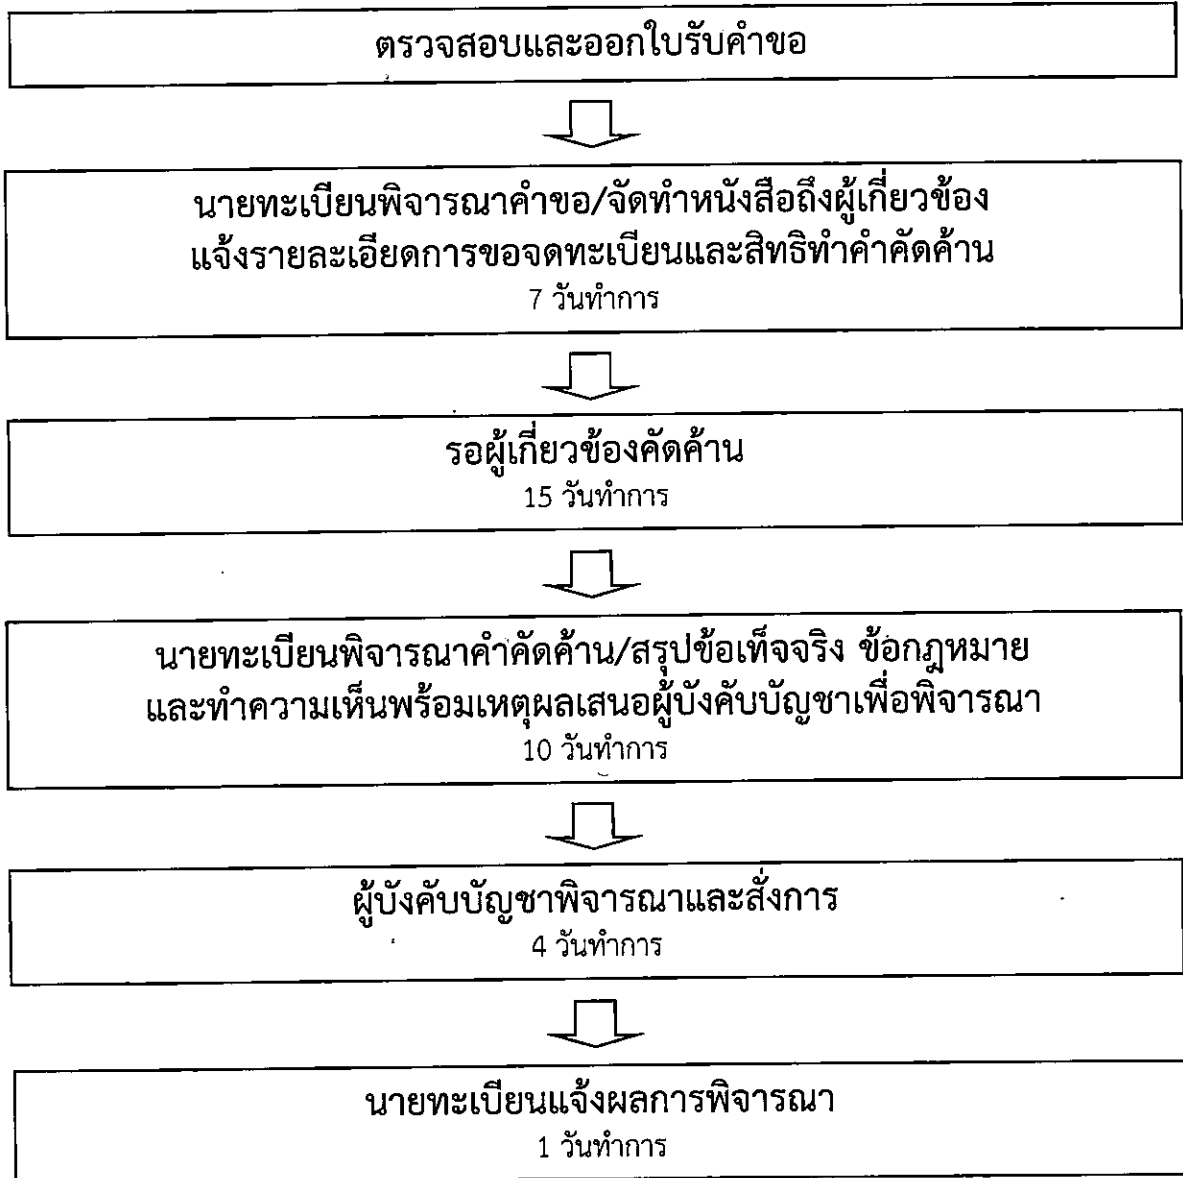 ตรวจสอบและออกใบรับคำขอ
นายทะเบียนพิจารณาคำขอ/จัดทำหนังสือถึงผู้เกี่ยวข้อง
แจ้งรายละเอียดการขอจดทะเบียนและสิทธิทำคำคัดค้าน
7 วันทำการ
รอผู้เกี่ยวข้องคัดค้าน
15 วันทำการ
นายทะเบียนพิจารณาคำคัดค้าน/สรุปข้อเท็จจริง ข้อกฎหมาย
และทำความเห็นพร้อมเหตุผลเสนอผู้บังคับบัญชาเพื่อพิจารณา
10 วันทำการ
ผู้บังคับบัญชาพิจารณาและสั่งการ
4 วันทำการ
นายทะเบียนแจ้งผลการพิจารณา
1 วันทำการ